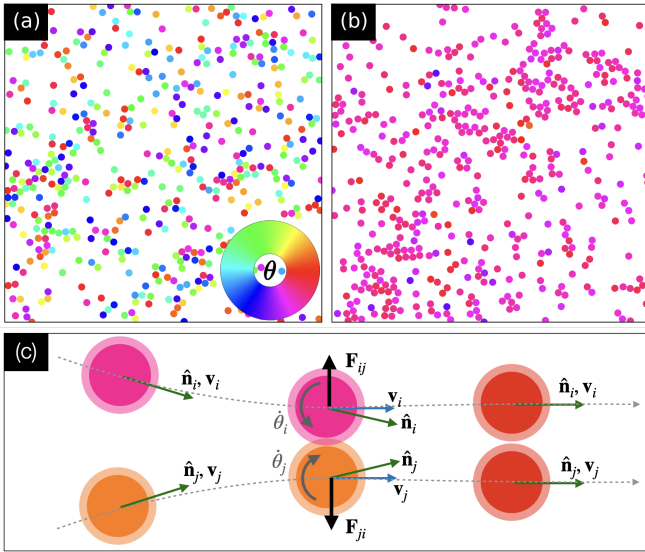 (a)
(b)
θ
(c)
n̂ᵢ, vᵢ
Fᵢⱼ
vᵢ
n̂ᵢ
θ̇ᵢ
n̂ᵢ, vᵢ
n̂ⱼ, vⱼ
θ̇ⱼ
n̂ⱼ
vⱼ
Fⱼᵢ
n̂ⱼ, vⱼ